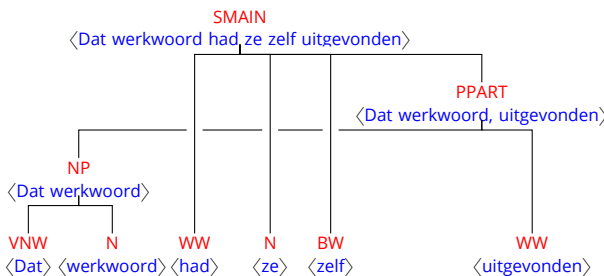 SMAIN
⟨Dat werkwoord had ze zelf uitgevonden⟩
PPART
⟨Dat werkwoord, uitgevonden⟩
NP
⟨Dat werkwoord⟩
VNW N WW N BW WW
⟨Dat⟩ ⟨werkwoord⟩ ⟨had⟩ ⟨ze⟩ ⟨zelf⟩ ⟨uitgevonden⟩